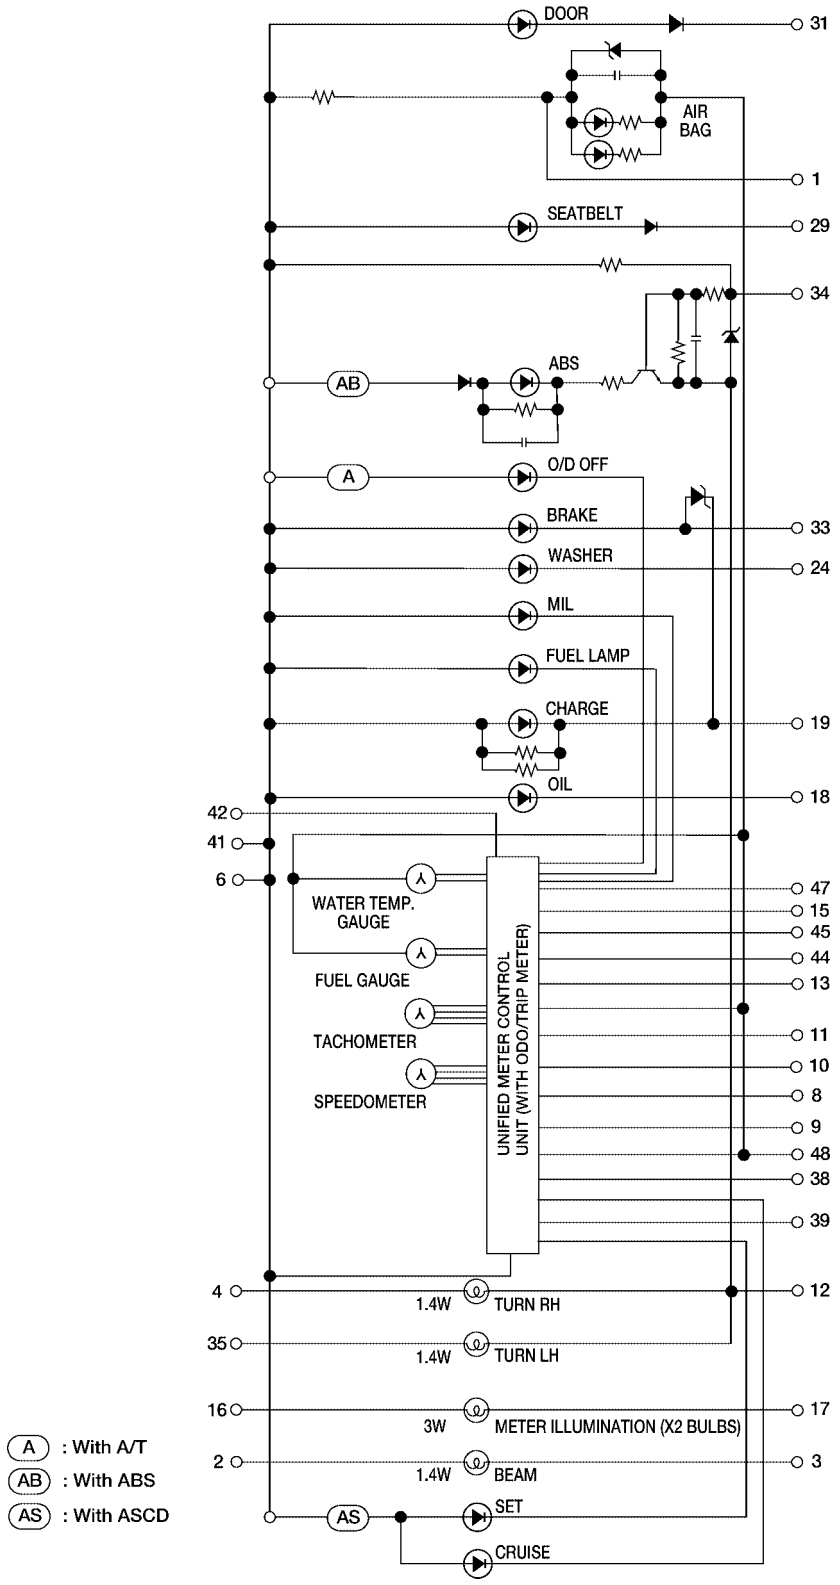 DOOR
31
AIR
BAG
1
SEATBELT
29
34
ABS
AB
O/D OFF
A
BRAKE
33
WASHER
24
MIL
FUEL LAMP
CHARGE
19
OIL
18
42
41
6
WATER TEMP.
GAUGE
FUEL GAUGE
TACHOMETER
SPEEDOMETER
UNIFIED METER CONTROL
UNIT (WITH ODO/TRIP METER)
47
15
45
44
13
11
10
8
9
48
38
39
4
1.4W
TURN RH
12
35
1.4W
TURN LH
16
3W
METER ILLUMINATION (X2 BULBS)
17
2
1.4W
BEAM
3
AS
SET
CRUISE
A : With A/T
AB : With ABS
AS : With ASCD